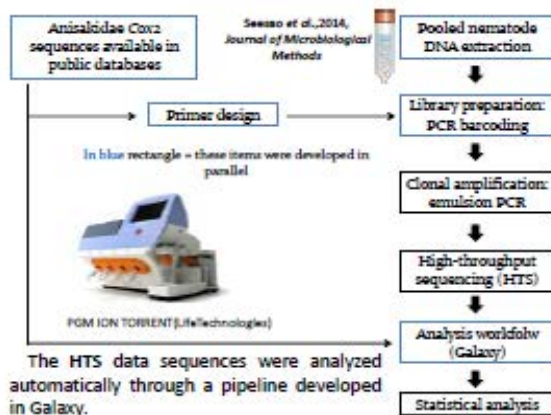 Anisakidae Cox2
sequences available in
public databases
Seesao et al.,2014,
Journal of Microbiological
Methods
Pooled nematode
DNA extraction
Primer design
Library preparation:
PCR barcoding
In blue rectangle = these items were developed in
parallel
Clonal amplification:
emulsion PCR
High-throughput
sequencing (HTS)
PGM ION TORRENT(LifeTechnologies)
Analysis workfolw
(Galaxy)
The HTS data sequences were analyzed
automatically through a pipeline developed
in Galaxy.
Statistical analysis